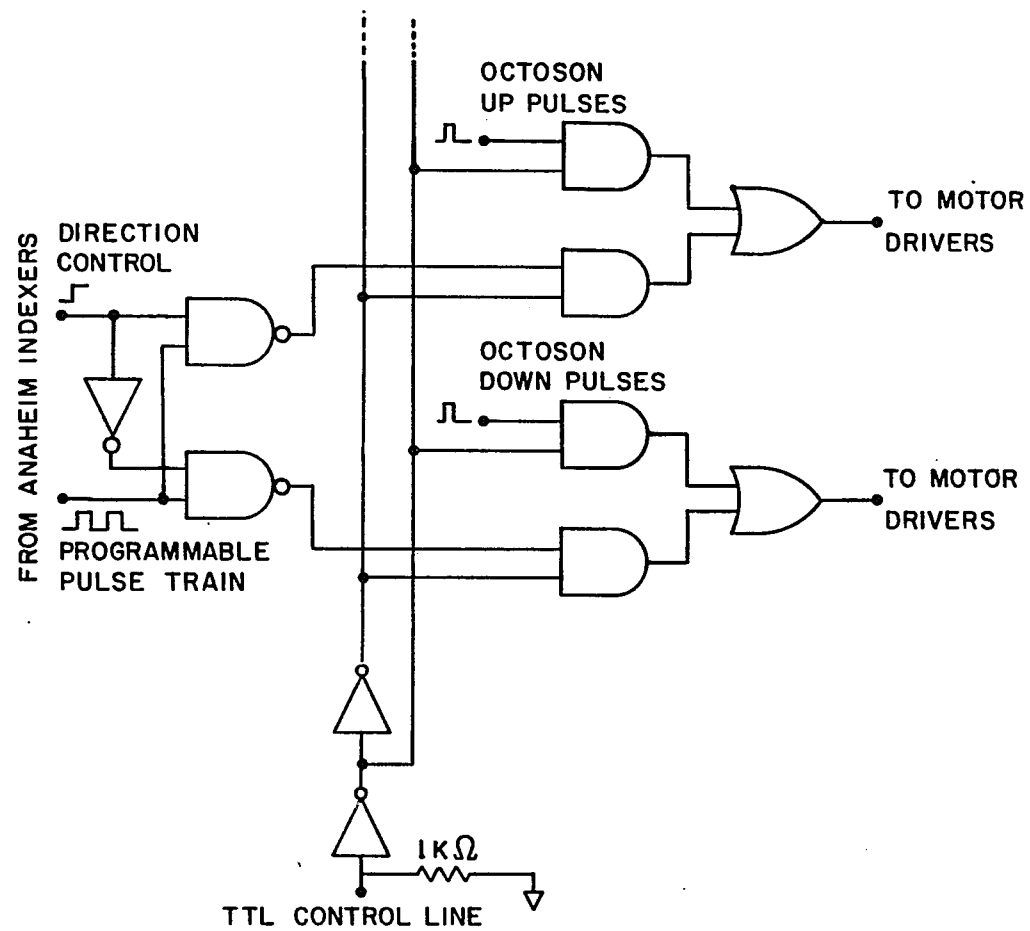 OCTOSON
UP PULSES
TO MOTOR
DRIVERS
DIRECTION
CONTROL
FROM ANAHEIM INDEXERS
OCTOSON
DOWN PULSES
TO MOTOR
DRIVERS
PROGRAMMABLE
PULSE TRAIN
1KΩ
TTL CONTROL LINE